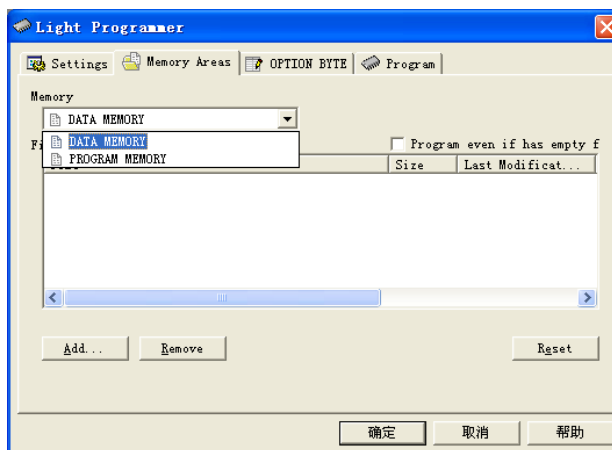 Light Programmer
Settings Memory Areas OPTION BYTE Program
Memory
DATA MEMORY
DATA MEMORY
PROGRAM MEMORY
Program even if has empty f
Size Last Modificat...
Add... Remove Reset
确定 取消 帮助